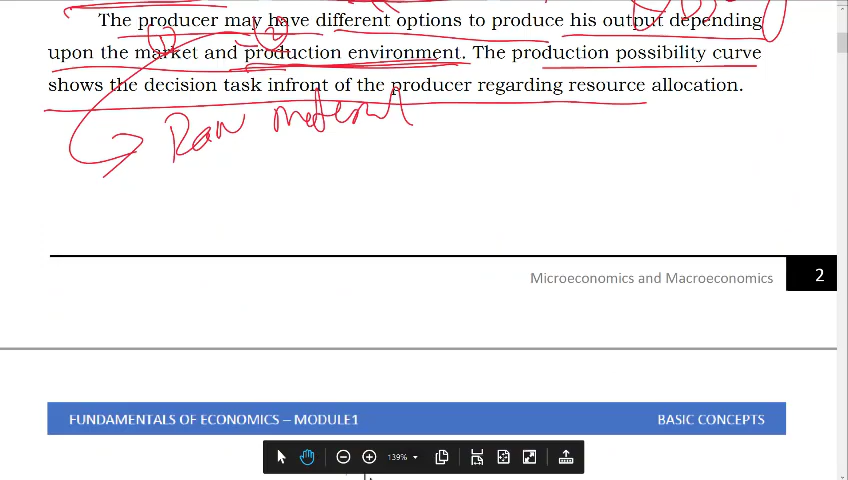 The producer may have different options to produce his output depending
upon the market and production environment. The production possibility curve
shows the decision task infront of the producer regarding resource allocation.
① ②
Raw material
Microeconomics and Macroeconomics 2
FUNDAMENTALS OF ECONOMICS – MODULE1 BASIC CONCEPTS
139%